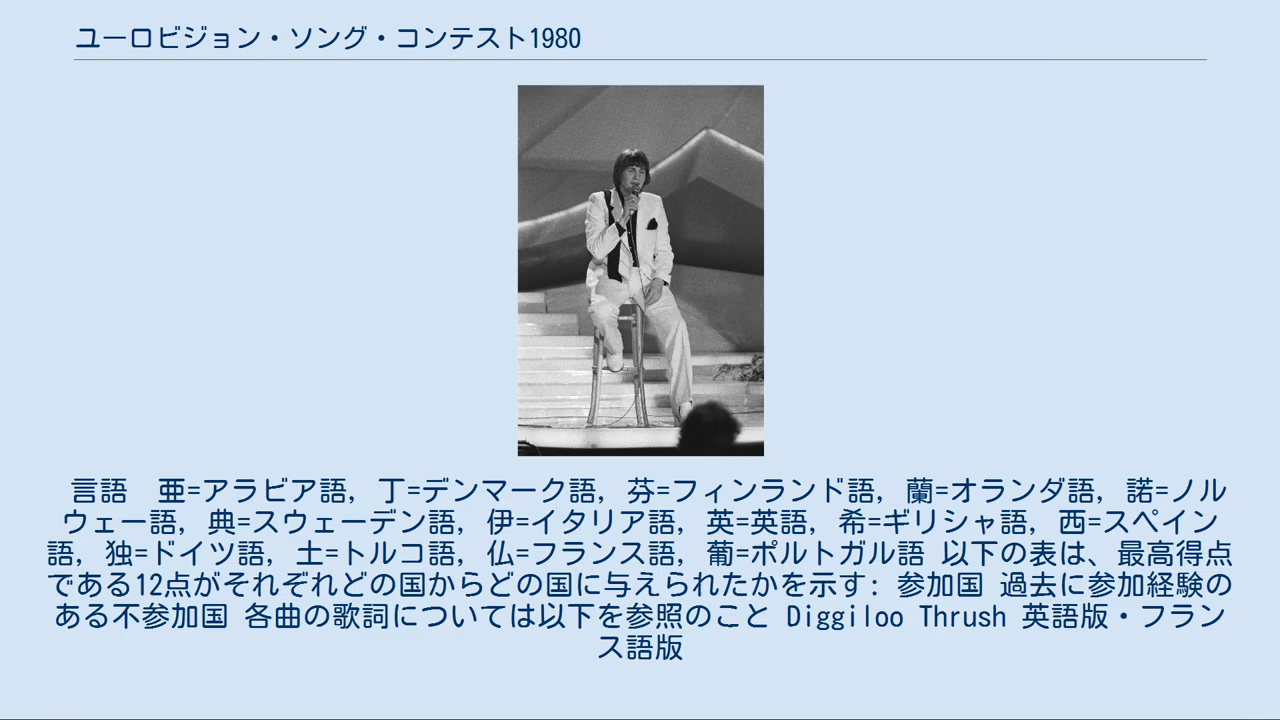 ユーロビジョン・ソング・コンテスト1980
言語　亜=アラビア語, 丁=デンマーク語, 芬=フィンランド語, 蘭=オランダ語, 諾=ノル
ウェー語, 典=スウェーデン語, 伊=イタリア語, 英=英語, 希=ギリシャ語, 西=スペイン
語, 独=ドイツ語, 土=トルコ語, 仏=フランス語, 葡=ポルトガル語 以下の表は、最高得点
である12点がそれぞれどの国からどの国に与えられたかを示す: 参加国 過去に参加経験の
ある不参加国 各曲の歌詞については以下を参照のこと Diggiloo Thrush 英語版・フラン
ス語版